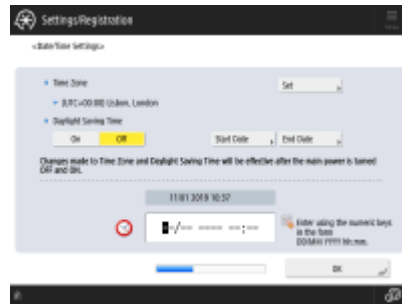 Settings/Registration
<Date/Time Settings>
Time Zone
Set
(UTC+00:00) Lisbon, London
Daylight Saving Time
On
Off
Start Date
End Date
Changes made to Time Zone and Daylight Saving Time will be effective after the main power is turned
OFF and ON.
11/01 2019 10:37
-/-- ---- --:--
Enter using the numeric keys
in the form
DD/MM YYYY hh:mm.
OK